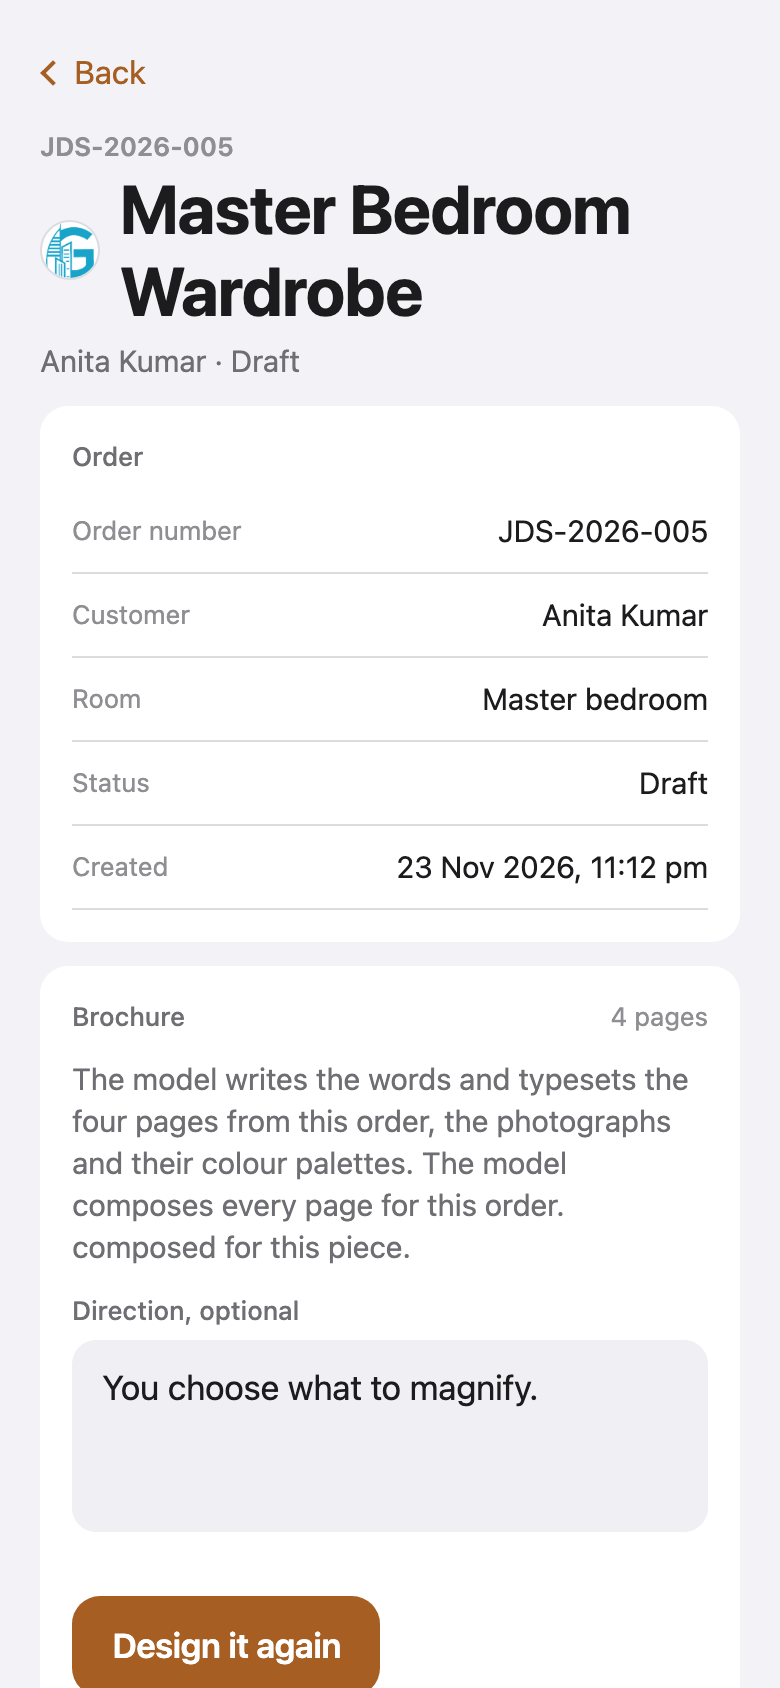 Back
JDS-2026-005
Master Bedroom
Wardrobe
Anita Kumar · Draft
Order
Order number JDS-2026-005
Customer Anita Kumar
Room Master bedroom
Status Draft
Created 23 Nov 2026, 11:12 pm
Brochure 4 pages
The model writes the words and typesets the
four pages from this order, the photographs
and their colour palettes. The model
composes every page for this order.
composed for this piece.
Direction, optional
You choose what to magnify.
Design it again